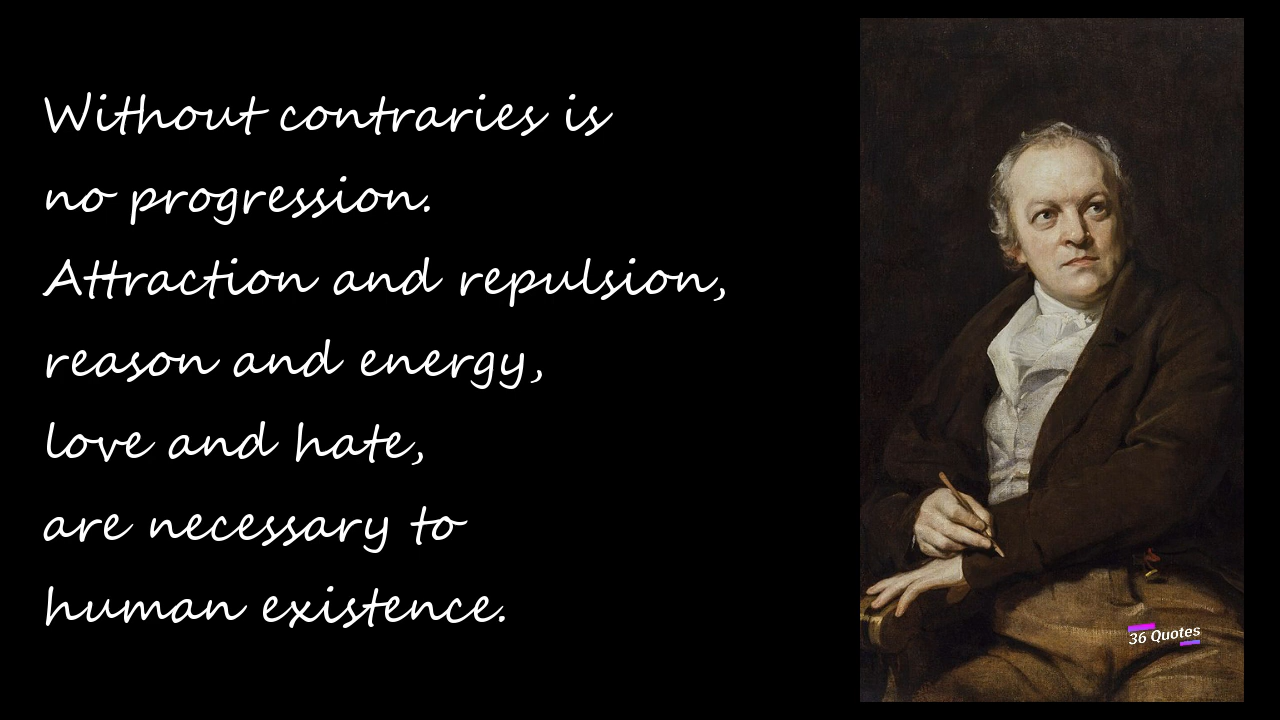 Without contraries is
no progression.
Attraction and repulsion,
reason and energy,
love and hate,
are necessary to
human existence.
36 Quotes